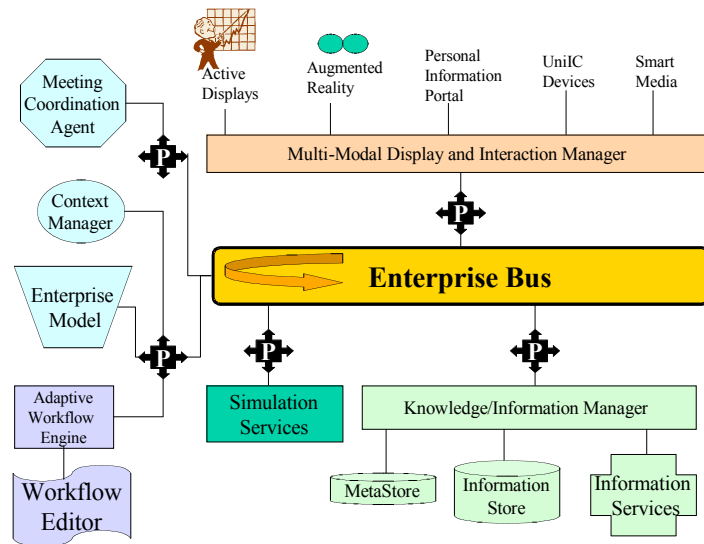 Active
Displays
Augmented
Reality
Personal
Information
Portal
UniIC
Devices
Smart
Media
Meeting
Coordination
Agent
P
Multi-Modal Display and Interaction Manager
P
Context
Manager
Enterprise Bus
Enterprise
Model
P
P
P
Adaptive
Workflow
Engine
Simulation
Services
Knowledge/Information Manager
Workflow
Editor
MetaStore
Information
Store
Information
Services